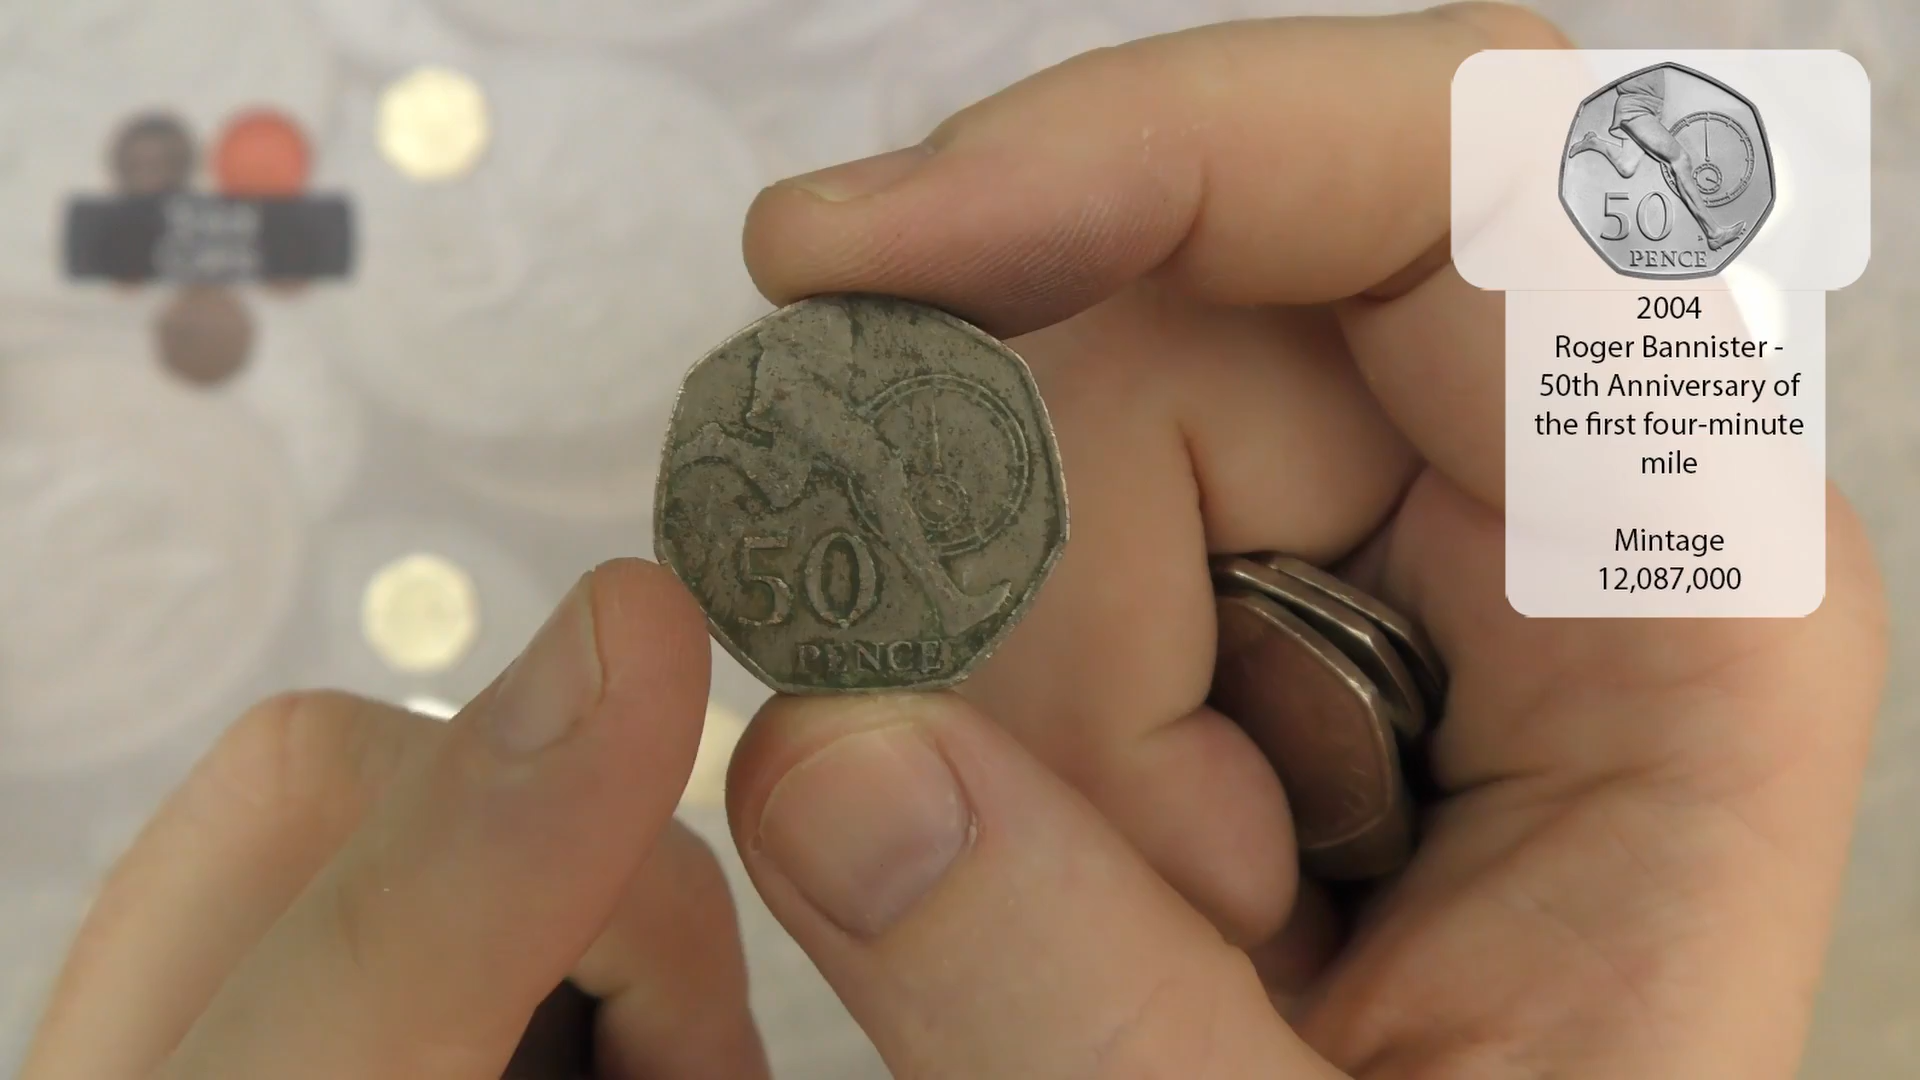 50
PENCE
50
PENCE
2004
Roger Bannister -
50th Anniversary of
the first four-minute
mile
Mintage
12,087,000